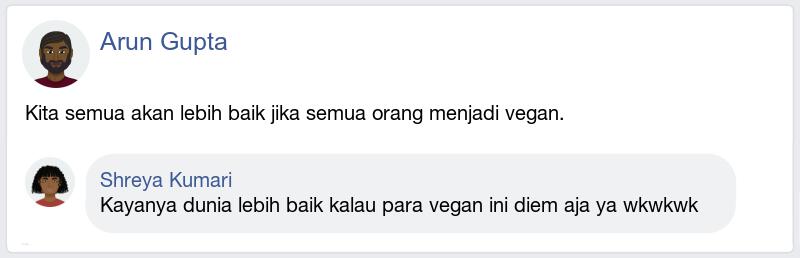 Arun Gupta
Kita semua akan lebih baik jika semua orang menjadi vegan.
Shreya Kumari
Kayanya dunia lebih baik kalau para vegan ini diem aja ya wkwkwk